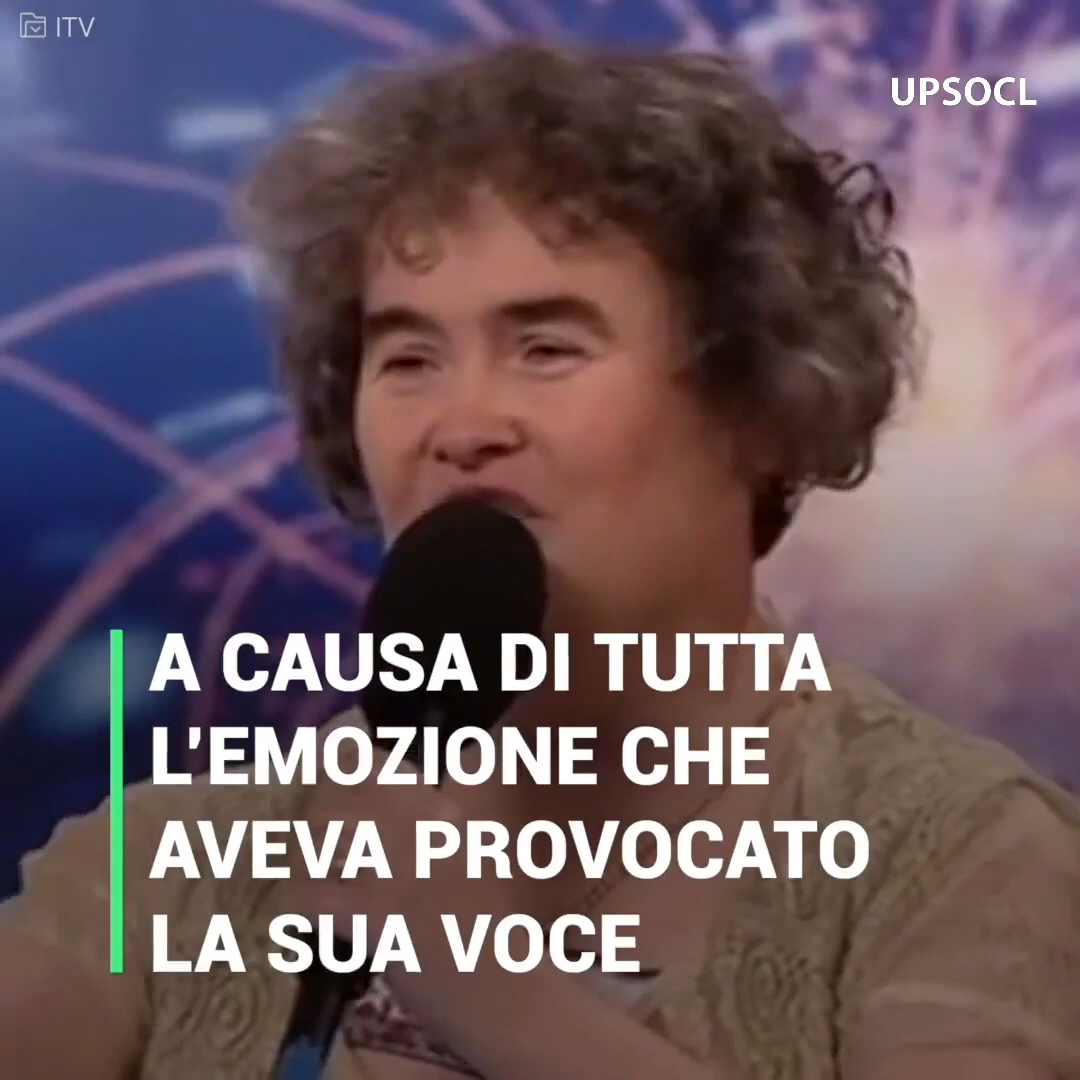 ITV
UPSOCL
A CAUSA DI TUTTA
L'EMOZIONE CHE
AVEVA PROVOCATO
LA SUA VOCE